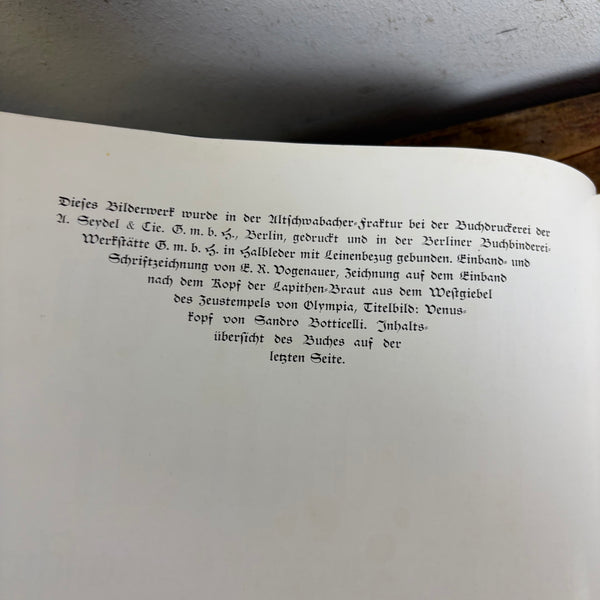 Dieses Bilderwerk wurde in der Altschwabacher-Fraktur bei der Buchdruckerei der
A. Seydel & Cie. G. m. b. H., Berlin, gedruckt und in der Berliner Buchbinderei-
Werkstätte G. m. b. H. in Halbleder mit Leinenbezug gebunden. Einband- und
Schriftzeichnung von E. R. Vogenauer, Zeichnung auf dem Einband
nach dem Kopf der Lapithen-Braut aus dem Westgiebel
des Zeustempels von Olympia, Titelbild: Venus-
kopf von Sandro Botticelli. Inhalts-
übersicht des Buches auf der
letzten Seite.